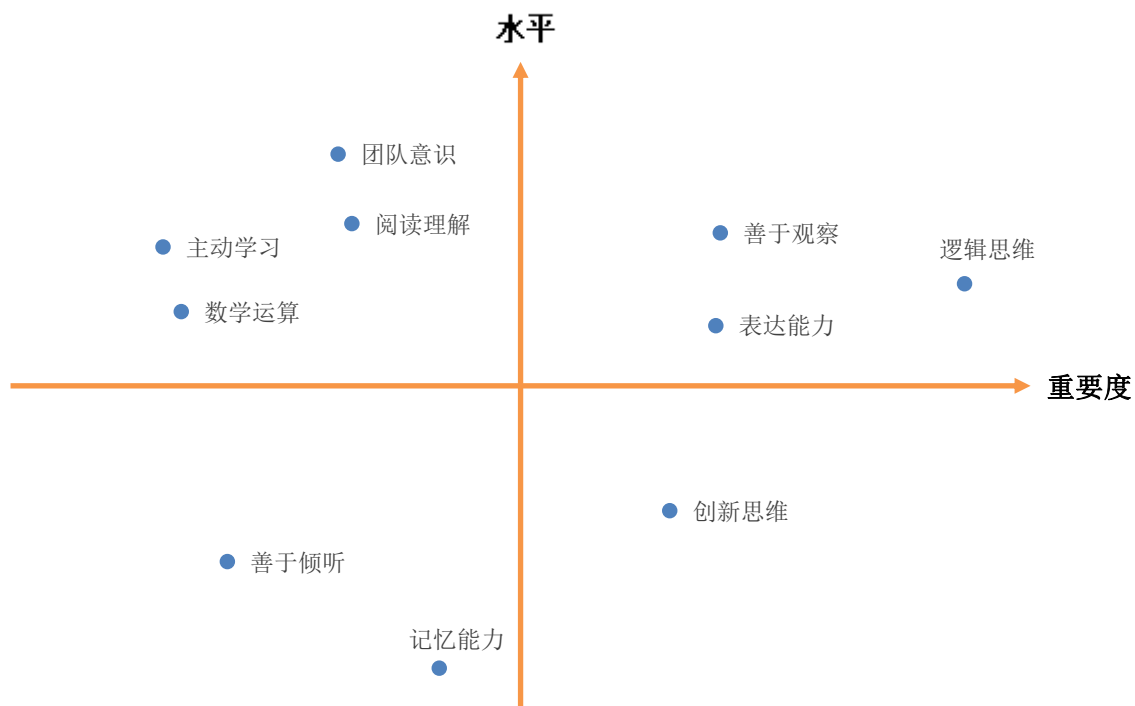 水平
团队意识
阅读理解
善于观察
主动学习
逻辑思维
数学运算
表达能力
重要度
创新思维
善于倾听
记忆能力